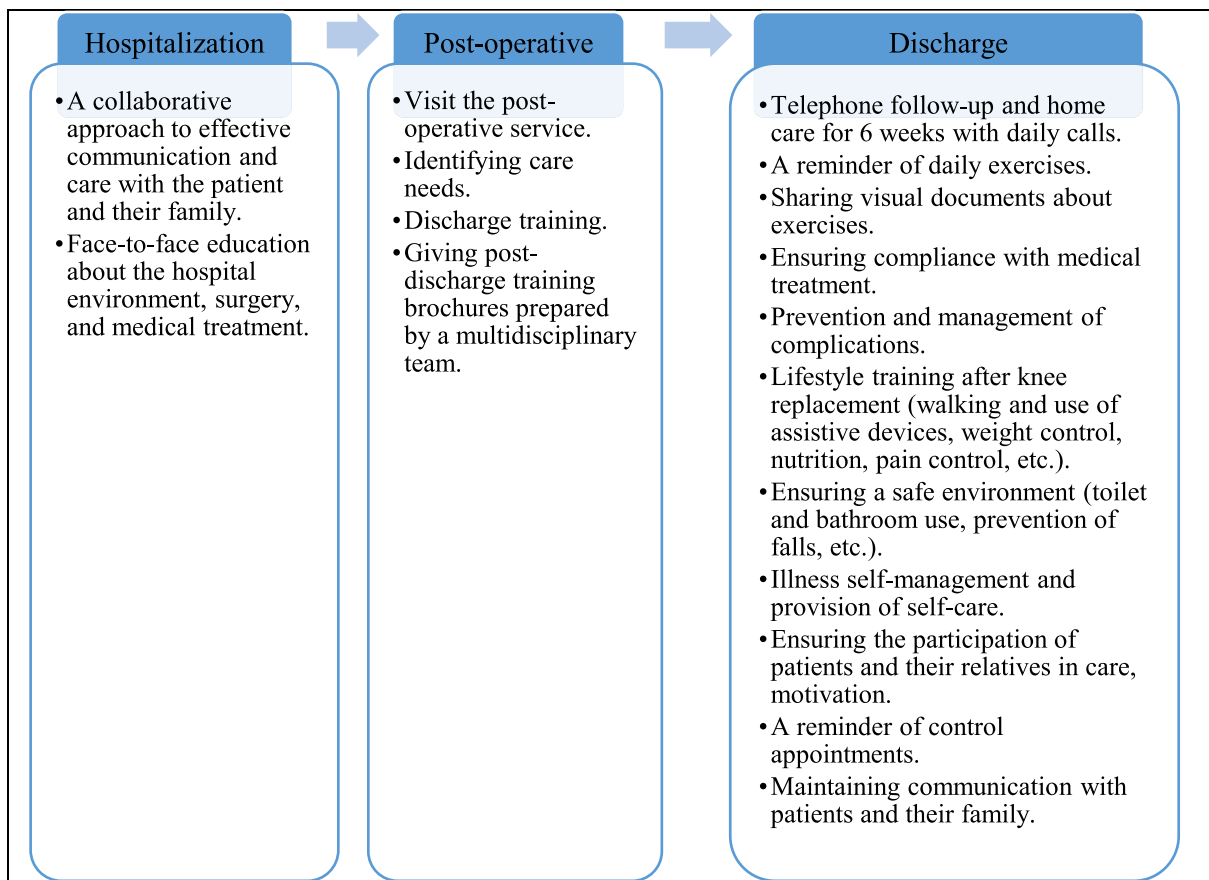 Hospitalization
• A collaborative
approach to effective
communication and
care with the patient
and their family.
• Face-to-face education
about the hospital
environment, surgery,
and medical treatment.
Post-operative
• Visit the post-
operative service.
• Identifying care
needs.
• Discharge training.
• Giving post-
discharge training
brochures prepared
by a multidisciplinary
team.
Discharge
• Telephone follow-up and home
care for 6 weeks with daily calls.
• A reminder of daily exercises.
• Sharing visual documents about
exercises.
• Ensuring compliance with medical
treatment.
• Prevention and management of
complications.
• Lifestyle training after knee
replacement (walking and use of
assistive devices, weight control,
nutrition, pain control, etc.).
• Ensuring a safe environment (toilet
and bathroom use, prevention of
falls, etc.).
• Illness self-management and
provision of self-care.
• Ensuring the participation of
patients and their relatives in care,
motivation.
• A reminder of control
appointments.
• Maintaining communication with
patients and their family.